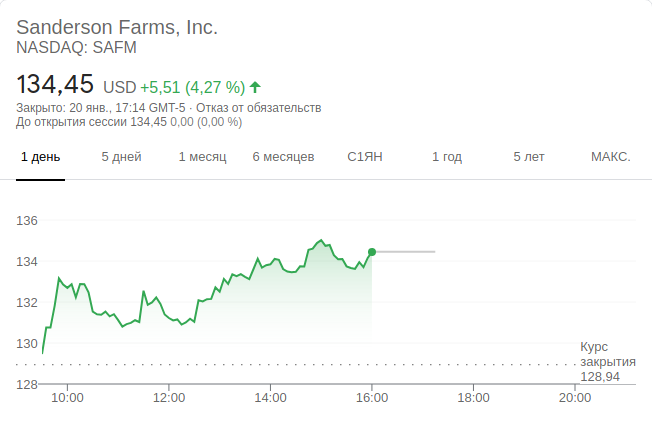 Sanderson Farms, Inc.
NASDAQ: SAFM
134,45 USD +5,51 (4,27 %)
Закрыто: 20 янв., 17:14 GMT-5 · Отказ от обязательств
До открытия сессии 134,45 0,00 (0,00 %)
1 день 5 дней 1 месяц 6 месяцев С1ЯН 1 год 5 лет МАКС.
136
134
132
130
Курс
закрытия
128,94
128
10:00 12:00 14:00 16:00 18:00 20:00